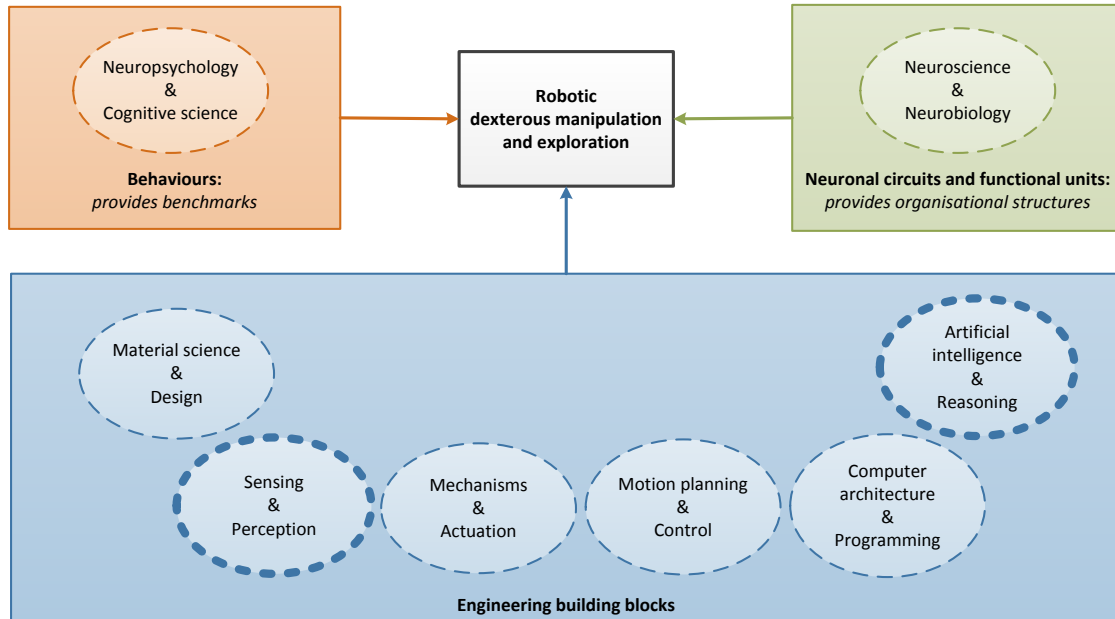 Neuropsychology
&
Cognitive science
Behaviours:
provides benchmarks
Robotic
dexterous manipulation
and exploration
Neuroscience
&
Neurobiology
Neuronal circuits and functional units:
provides organisational structures
Material science
&
Design
Sensing
&
Perception
Mechanisms
&
Actuation
Motion planning
&
Control
Computer
architecture
&
Programming
Artificial
intelligence
&
Reasoning
Engineering building blocks